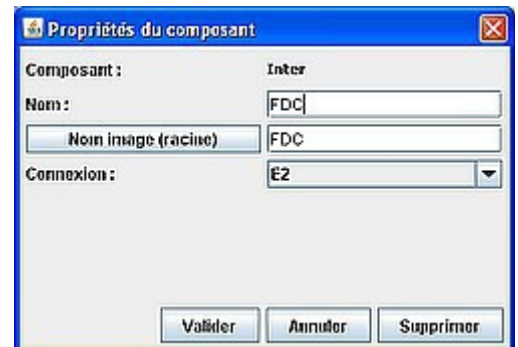 Propriétés du composant
Composant : Inter
Nom : FDC
Nom image (racine) FDC
Connexion : E2
Valider Annuler Supprimer